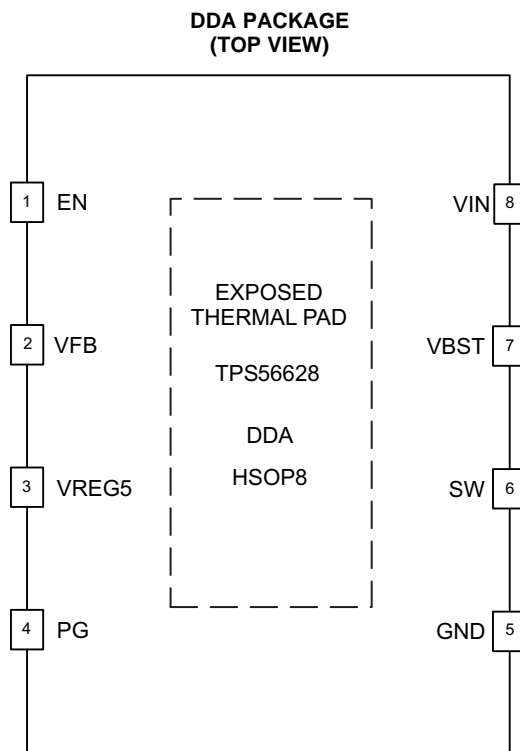 DDA PACKAGE
(TOP VIEW)
1 EN
VIN 8
EXPOSED
THERMAL PAD
2 VFB
VBST 7
TPS56628
DDA
HSOP8
3 VREG5
SW 6
4 PG
GND 5